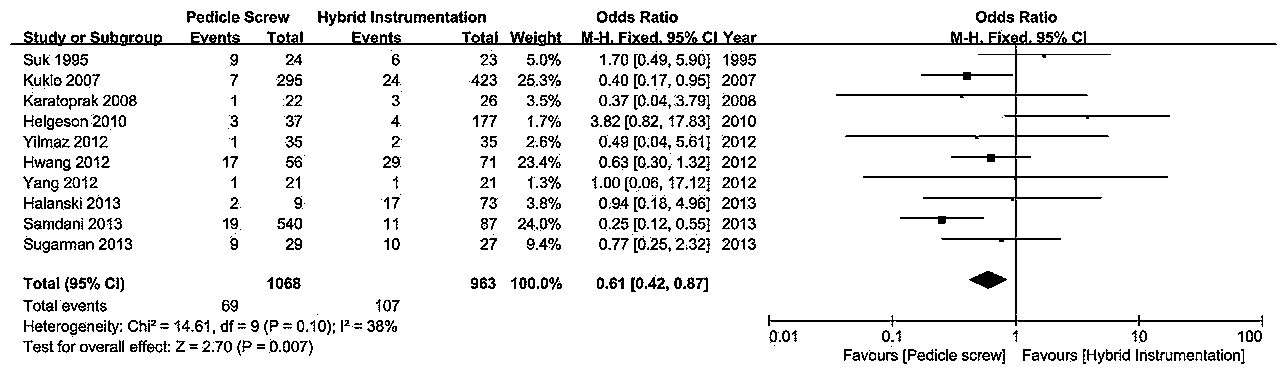 Pedicle Screw Hybrid Instrumentation Odds Ratio Odds Ratio
Study or Subgroup Events Total Events Total Weight M-H. Fixed. 95% CI Year M-H. Fixed. 95% CI
Suk 1995 9 24 6 23 5.0% 1.70 [0.49, 5.90] 1995
Kuklo 2007 7 295 24 423 25.3% 0.40 [0.17, 0.95] 2007
Karatoprak 2008 1 22 3 26 3.5% 0.37 [0.04, 3.79] 2008
Helgeson 2010 3 37 4 177 1.7% 3.82 [0.82, 17.83] 2010
Yilmaz 2012 1 35 2 35 2.6% 0.49 [0.04, 5.61] 2012
Hwang 2012 17 56 29 71 23.4% 0.63 [0.30, 1.32] 2012
Yang 2012 1 21 1 21 1.3% 1.00 [0.06, 17.12] 2012
Halanski 2013 2 9 17 73 3.8% 0.94 [0.18, 4.96] 2013
Samdani 2013 19 540 11 87 24.0% 0.25 [0.12, 0.55] 2013
Sugarman 2013 9 29 10 27 9.4% 0.77 [0.25, 2.32] 2013
Total (95% CI) 1068 963 100.0% 0.61 [0.42, 0.87]
Total events 69 107
Heterogeneity: Chi² = 14.61, df = 9 (P = 0.10); I² = 38%
Test for overall effect: Z = 2.70 (P = 0.007)
0.01 0.1 1 10 100
Favours [Pedicle screw] Favours [Hybrid Instrumentation]